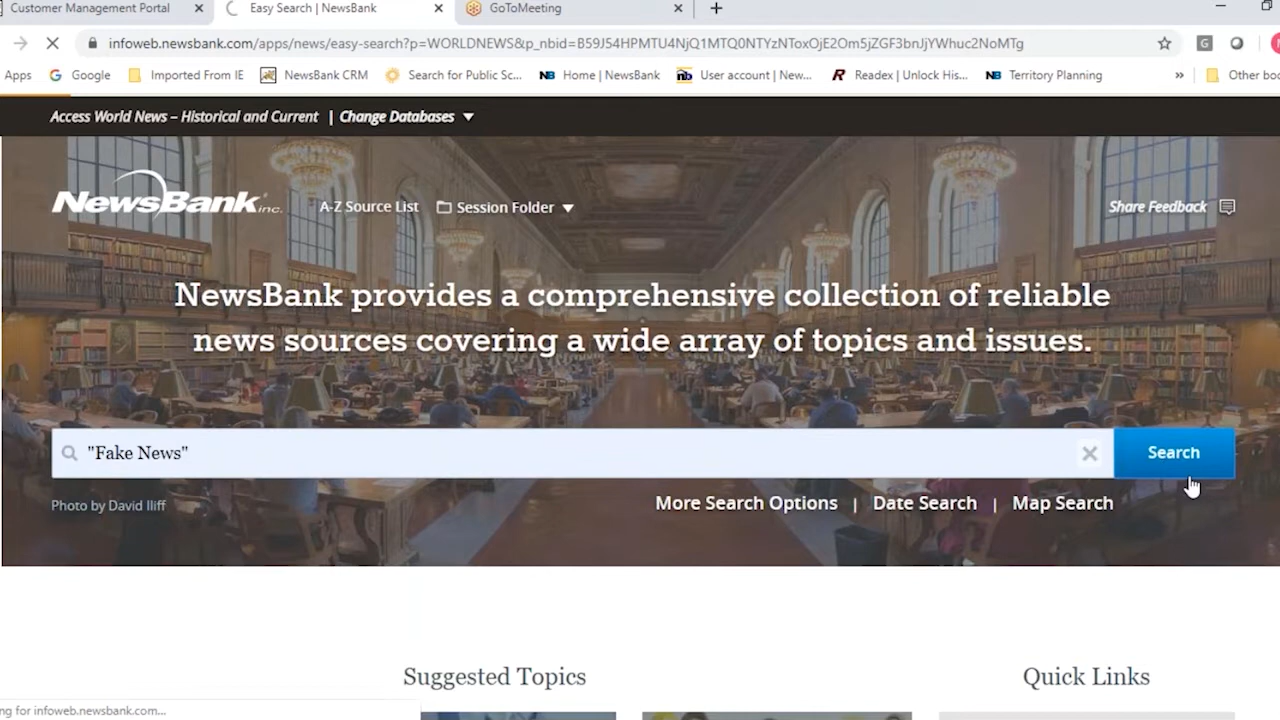 Customer Management Portal
Easy Search | NewsBank
GoToMeeting
infoweb.newsbank.com/apps/news/easy-search?p=WORLDNEWS&p_nbid=B59J54HPMTU4NjQ1MTQ0NTYzNToxOjE2Om5jZGF3bnJjYWhuc2NoMTg
Apps
Google
Imported From IE
NewsBank CRM
Search for Public Sc...
Home | NewsBank
User account | New...
Readex | Unlock His...
Territory Planning
»
Other boo
Access World News – Historical and Current | Change Databases
NewsBank inc.
A-Z Source List
Session Folder
Share Feedback
NewsBank provides a comprehensive collection of reliable
news sources covering a wide array of topics and issues.
"Fake News"
Search
Photo by David Iliff
More Search Options | Date Search | Map Search
Suggested Topics
Quick Links
ng for infoweb.newsbank.com...